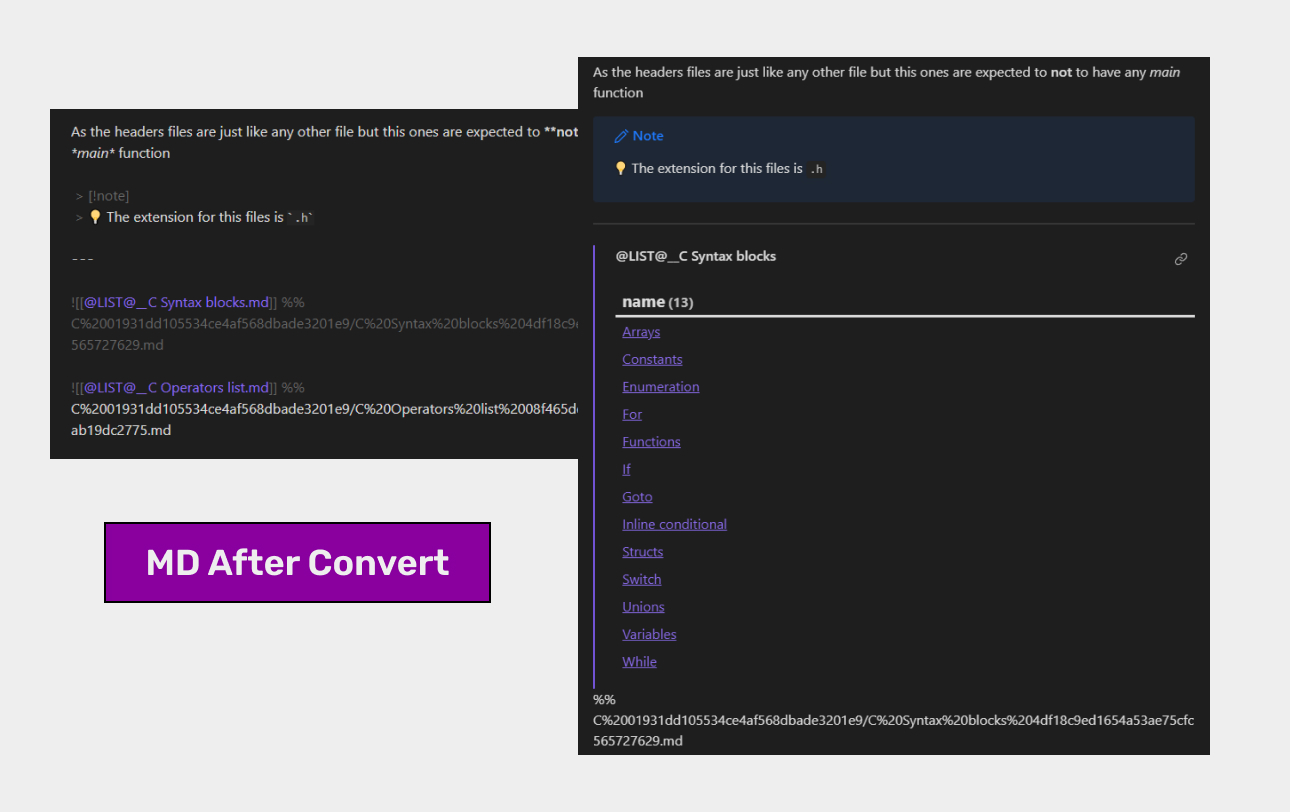 As the headers files are just like any other file but this ones are expected to **not
*main* function
> [!note]
> 💡 The extension for this files is `.h`
---
![[@LIST@__C Syntax blocks.md]] %%
C%2001931dd105534ce4af568dbade3201e9/C%20Syntax%20blocks%204df18c9
565727629.md
![[@LIST@__C Operators list.md]] %%
C%2001931dd105534ce4af568dbade3201e9/C%20Operators%20list%2008f465d
ab19dc2775.md
MD After Convert
As the headers files are just like any other file but this ones are expected to not to have any main
function
Note
💡 The extension for this files is .h
@LIST@__C Syntax blocks
name (13)
Arrays
Constants
Enumeration
For
Functions
If
Goto
Inline conditional
Structs
Switch
Unions
Variables
While
%%
C%2001931dd105534ce4af568dbade3201e9/C%20Syntax%20blocks%204df18c9ed1654a53ae75cfc
565727629.md